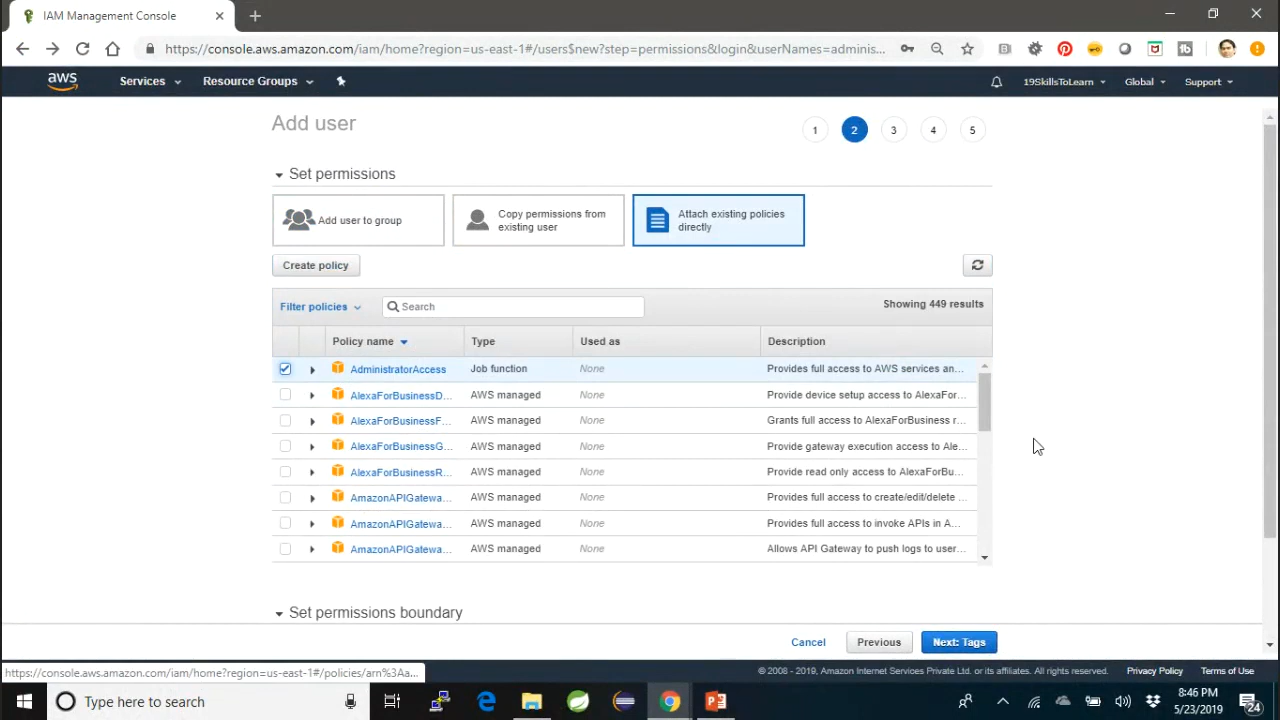 IAM Management Console
https://console.aws.amazon.com/iam/home?region=us-east-1#/users$new?step=permissions&login&userNames=adminis...
aws Services Resource Groups 19SkillsToLearn Global Support
Add user
1 2 3 4 5
Set permissions
Add user to group
Copy permissions from existing user
Attach existing policies directly
Create policy
Filter policies Search Showing 449 results
Policy name Type Used as Description
AdministratorAccess Job function None Provides full access to AWS services an...
AlexaForBusinessD... AWS managed None Provide device setup access to AlexaFor...
AlexaForBusinessF... AWS managed None Grants full access to AlexaForBusiness r...
AlexaForBusinessG... AWS managed None Provide gateway execution access to Ale...
AlexaForBusinessR... AWS managed None Provide read only access to AlexaForBu...
AmazonAPIGatewa... AWS managed None Provides full access to create/edit/delete ...
AmazonAPIGatewa... AWS managed None Provides full access to invoke APIs in A...
AmazonAPIGatewa... AWS managed None Allows API Gateway to push logs to user...
Set permissions boundary
Cancel Previous Next: Tags
https://console.aws.amazon.com/iam/home?region=us-east-1#/policies/arn%3Aa...
© 2008 - 2019, Amazon Internet Services Private Ltd. or its affiliates. All rights reserved. Privacy Policy Terms of Use
Type here to search
8:46 PM
5/23/2019
24